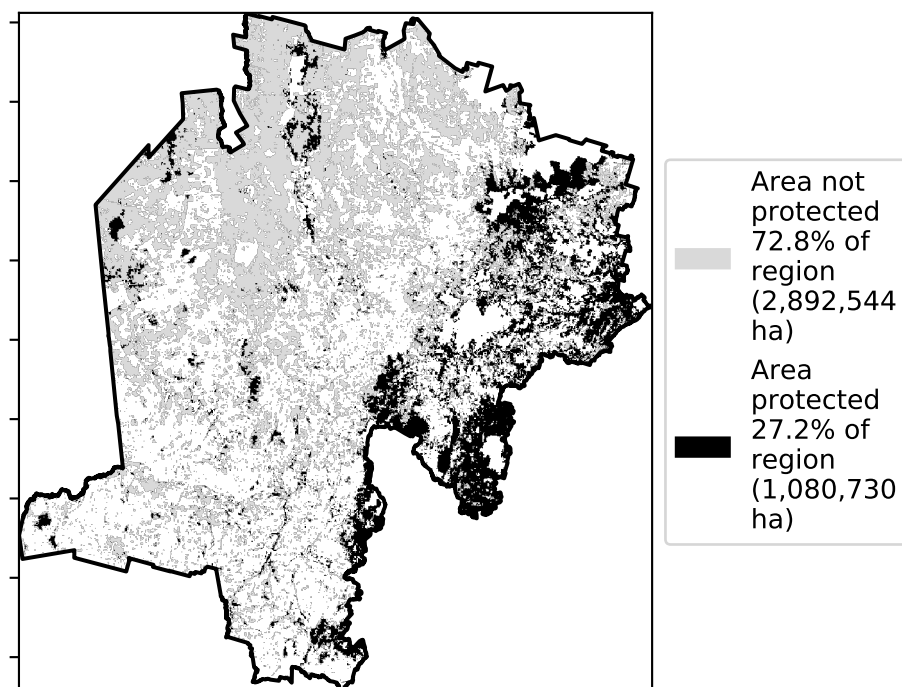 Area not
protected
72.8% of
region
(2,892,544
ha)
Area
protected
27.2% of
region
(1,080,730
ha)